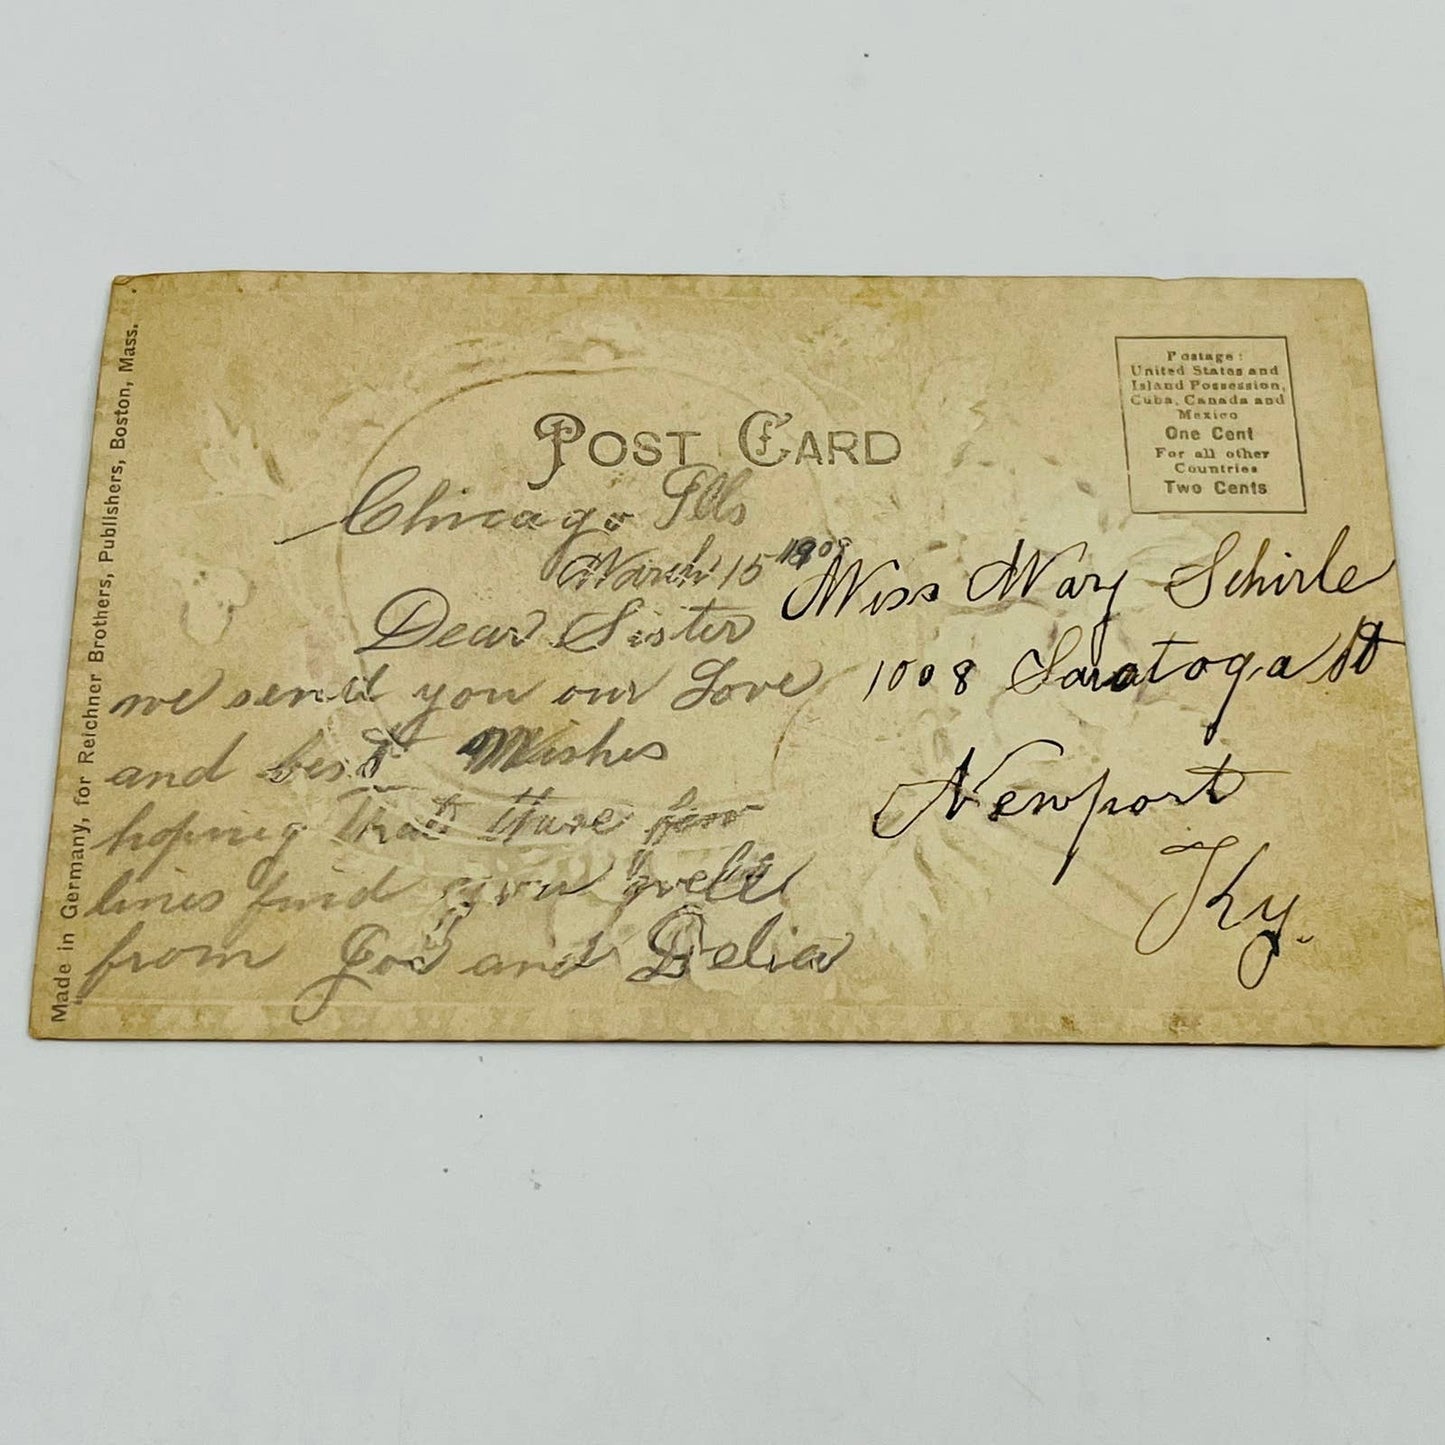 POST CARD
Postage:
United States and
Island Possession,
Cuba, Canada and
Mexico
One Cent
For all other
Countries
Two Cents
Made in Germany, for Reichner Brothers, Publishers, Boston, Mass.
Chicago Ills
March 15
Dear Sister
we send you our Love
and best Wishes
hoping that these few
lines find you well
from Joe and Delia
Miss Mary Schirle
1008 Saratoga St
Newport
Ky.